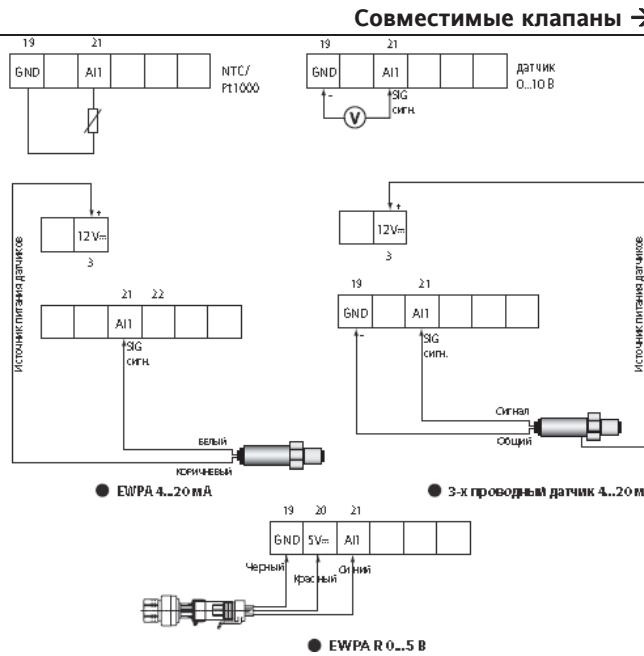 Совместимые клапаны →
19 21
GND AI1
NTC/
Pt1000
19 21
GND AI1
датчик
0...10 В
-
V
SIG
сигн.
+
12V⎓
3
Источник питания датчиков
21 22
AI1
SIG
сигн.
БЕЛЫЙ
КОРИЧНЕВЫЙ
● EWPA 4...20 мА
+
12V⎓
3
Источник питания датчиков
19 21
GND AI1
-
SIG
сигн.
Сигнал
Общий
● 3-х проводный датчик 4...20 м
19 20 21
GND 5V⎓ AI1
Черный
Красный
Синий
● EWPA R 0...5 В